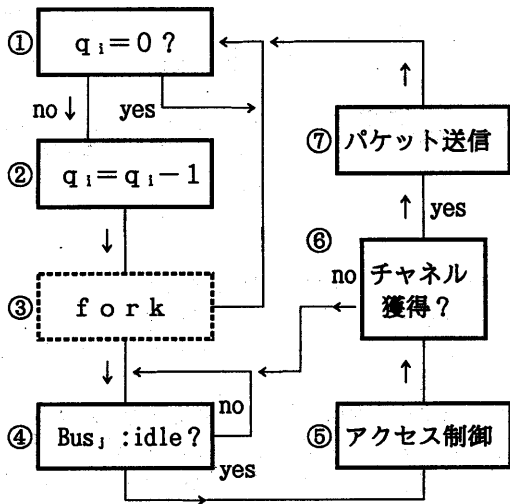 ① qᵢ=0?
no ↓ yes
② qᵢ=qᵢ−1
↓
③ fork
↓
no
④ Busⱼ:idle?
yes
⑤ アクセス制御
↑
⑥ チャネル
獲得?
no
↑ yes
⑦ パケット送信
↑